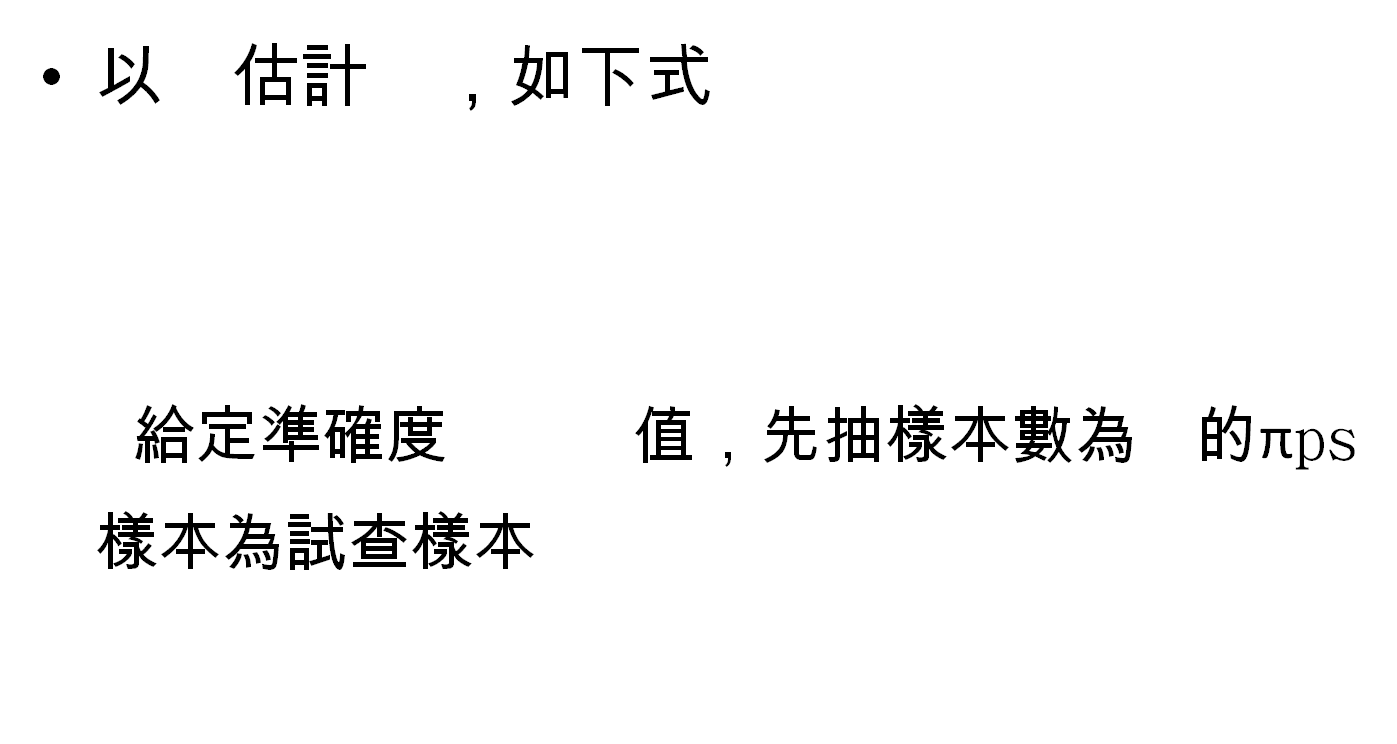 • 以　估計　，如下式
給定準確度　　　值，先抽樣本數為　的πps
樣本為試查樣本